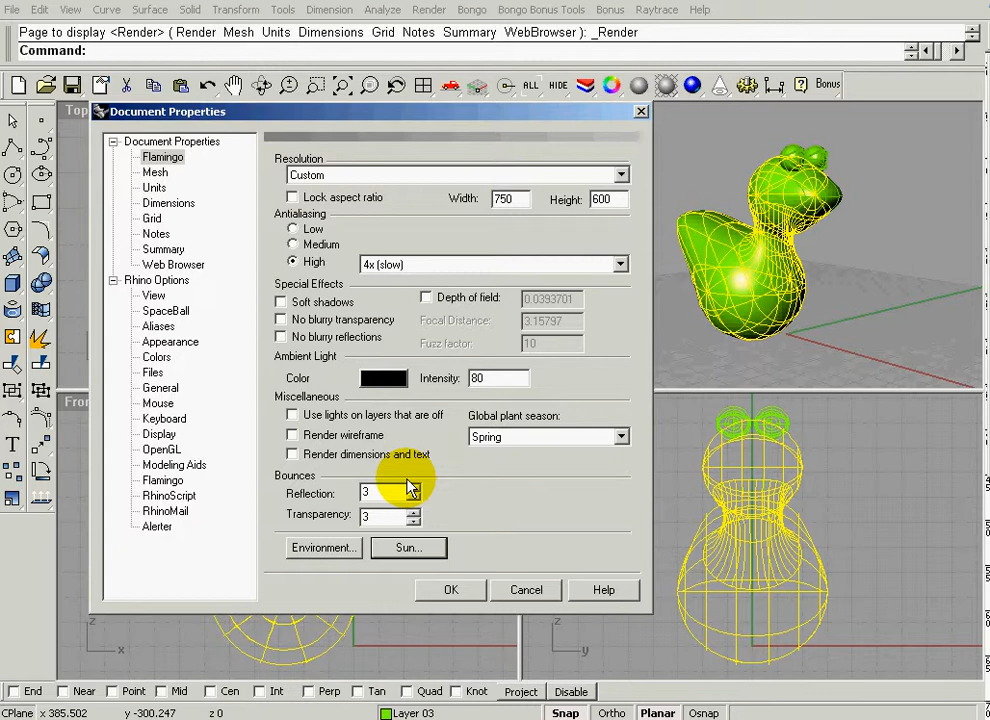 File Edit View Curve Surface Solid Transform Tools Dimension Analyze Render Bongo Bongo Bonus Tools Bonus Raytrace Help
Page to display <Render> ( Render Mesh Units Dimensions Grid Notes Summary WebBrowser ): _Render
Command:
ALL HIDE Bonus
Top
Document Properties
Document Properties
Flamingo
Mesh
Units
Dimensions
Grid
Notes
Summary
Web Browser
Rhino Options
View
SpaceBall
Aliases
Appearance
Colors
Files
General
Mouse
Keyboard
Display
OpenGL
Modeling Aids
Flamingo
RhinoScript
RhinoMail
Alerter
Resolution
Custom
Lock aspect ratio Width: 750 Height: 600
Antialiasing
Low
Medium
High 4x (slow)
Special Effects
Soft shadows Depth of field: 0.0393701
No blurry transparency Focal Distance: 3.15797
No blurry reflections Fuzz factor: 10
Ambient Light
Color Intensity: 80
Miscellaneous
Use lights on layers that are off Global plant season:
Render wireframe Spring
Render dimensions and text
Bounces
Reflection: 3
Transparency: 3
Environment... Sun...
OK Cancel Help
Fro
z
x
z
y
End Near Point Mid Cen Int Perp Tan Quad Knot Project Disable
CPlane x 385.502 y -300.247 z 0 Layer 03 Snap Ortho Planar Osnap